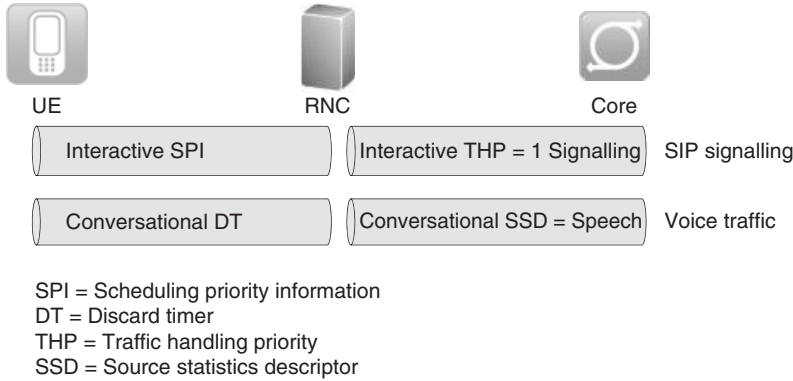 UE
RNC
Core
Interactive SPI
Interactive THP = 1 Signalling
SIP signalling
Conversational DT
Conversational SSD = Speech
Voice traffic
SPI = Scheduling priority information
DT = Discard timer
THP = Traffic handling priority
SSD = Source statistics descriptor